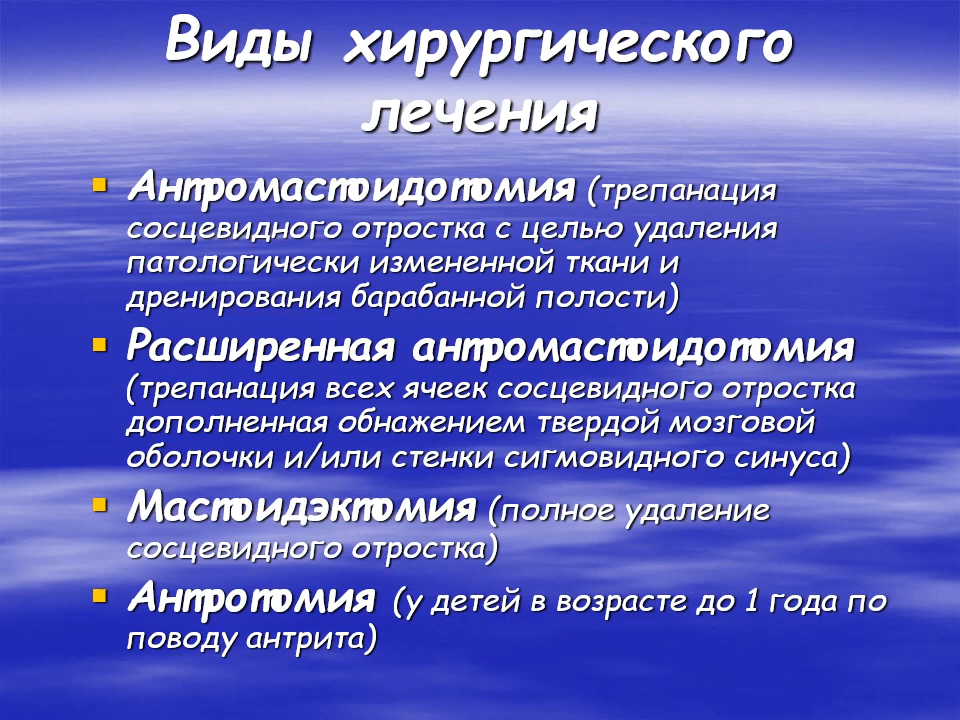 Виды хирургического
лечения
Антромастоидотомия (трепанация
сосцевидного отростка с целью удаления
патологически измененной ткани и
дренирования барабанной полости)
Расширенная антромастоидотомия
(трепанация всех ячеек сосцевидного отростка
дополненная обнажением твердой мозговой
оболочки и/или стенки сигмовидного синуса)
Мастоидэктомия (полное удаление
сосцевидного отростка)
Антротомия (у детей в возрасте до 1 года по
поводу антрита)